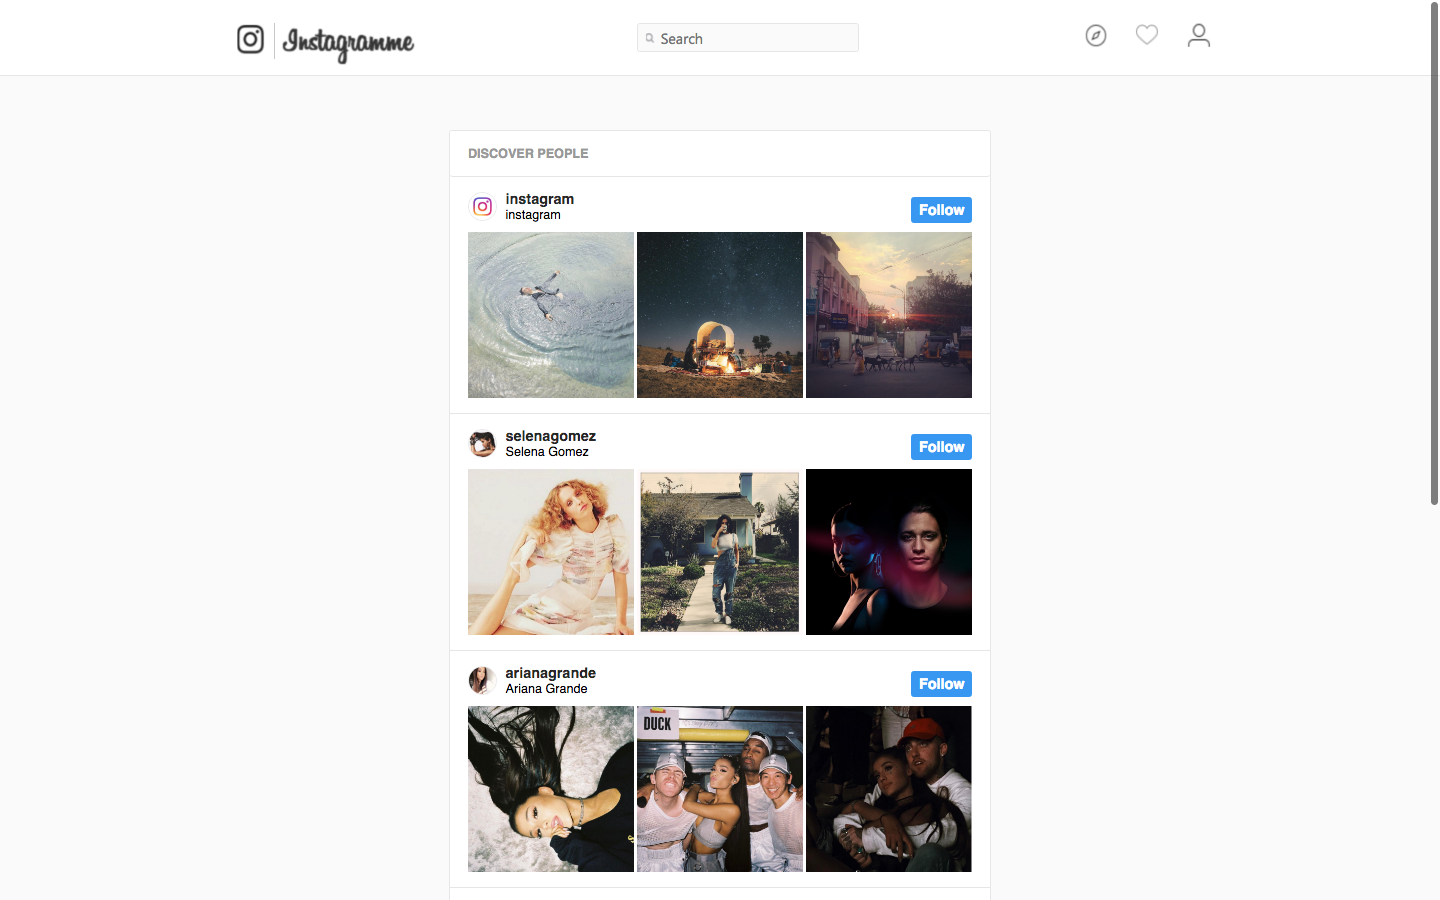 Instagramme
Search
DISCOVER PEOPLE
instagram
instagram
Follow
selenagomez
Selena Gomez
Follow
arianagrande
Ariana Grande
Follow
DUCK